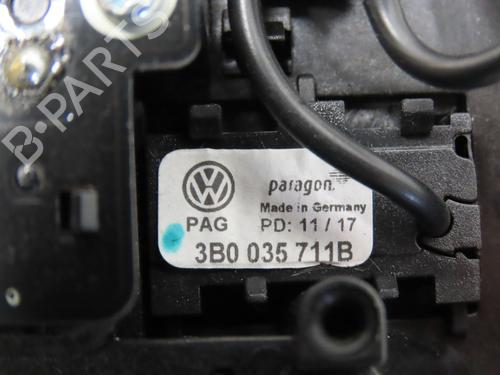 B-PARTS
paragon
Made in Germany
PAG
PD: 11 / 17
3B0 035 711B